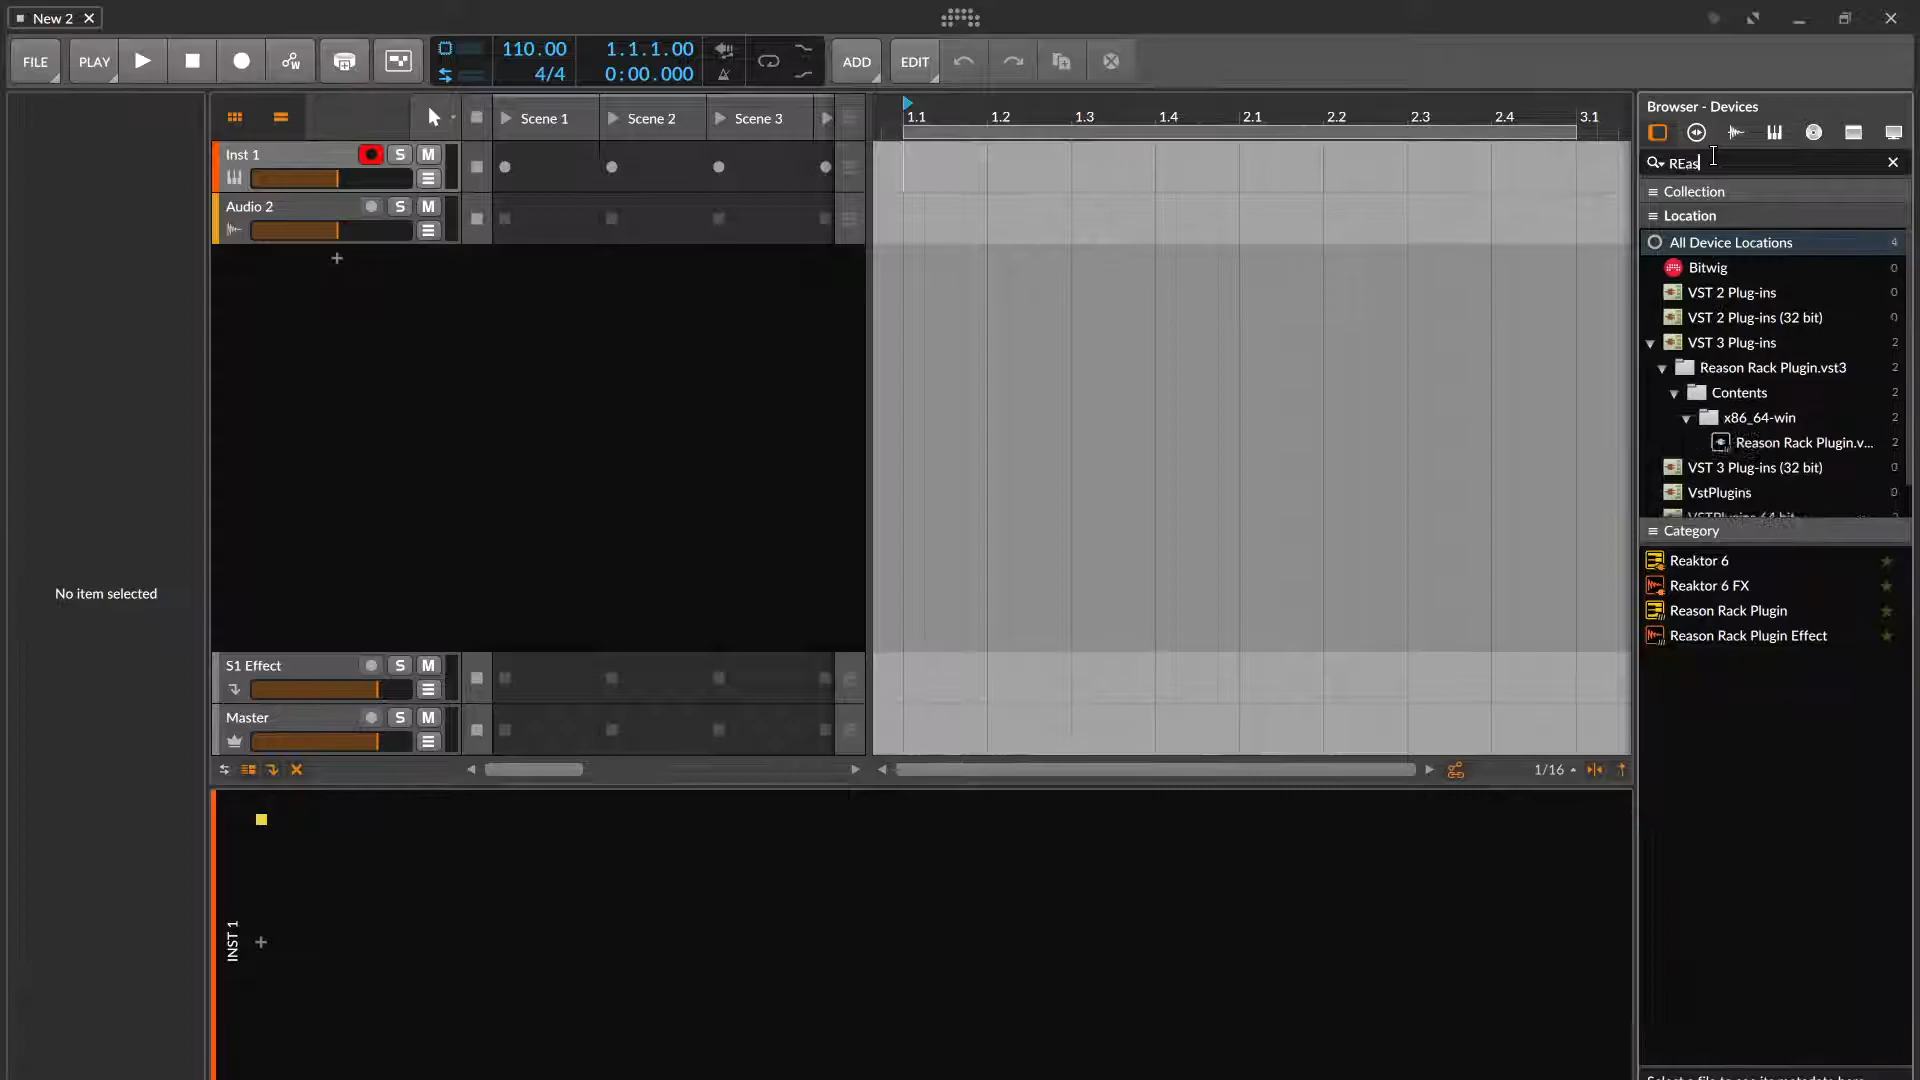 New 2
FILE
PLAY
110.00
4/4
1.1.1.00
0:00.000
ADD
EDIT
Scene 1
Scene 2
Scene 3
1.1
1.2
1.3
1.4
2.1
2.2
2.3
2.4
3.1
Inst 1
S
M
Audio 2
S
M
No item selected
S1 Effect
S
M
Master
S
M
1/16
INST 1
Browser - Devices
REas
Collection
Location
All Device Locations 4
Bitwig 0
VST 2 Plug-ins 0
VST 2 Plug-ins (32 bit) 0
VST 3 Plug-ins 2
Reason Rack Plugin.vst3 2
Contents 2
x86_64-win 2
Reason Rack Plugin.v... 2
VST 3 Plug-ins (32 bit) 0
VstPlugins 0
Category
Reaktor 6
Reaktor 6 FX
Reason Rack Plugin
Reason Rack Plugin Effect